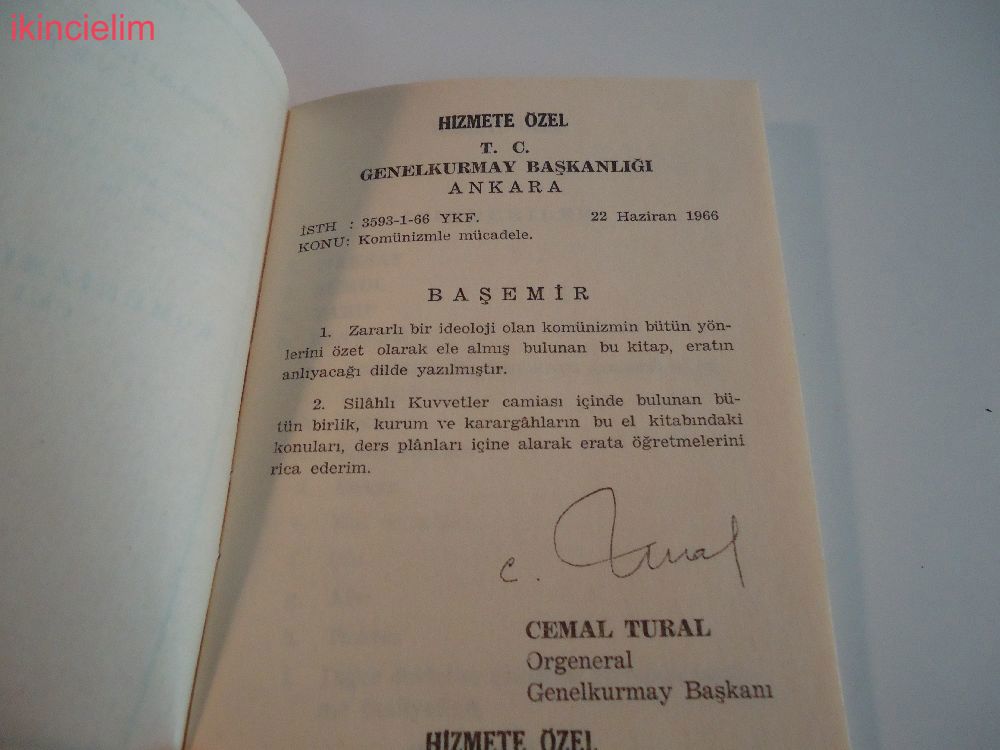 ikincielim
HİZMETE ÖZEL
T. C.
GENELKURMAY BAŞKANLIĞI
ANKARA
İSTH : 3593-1-66 YKF. 22 Haziran 1966
KONU: Komünizmle mücadele.
BAŞEMİR
1. Zararlı bir ideoloji olan komünizmin bütün yön-
lerini özet olarak ele almış bulunan bu kitap, eratın
anlıyacağı dilde yazılmıştır.
2. Silâhlı Kuvvetler camiası içinde bulunan bü-
tün birlik, kurum ve karargâhların bu el kitabındaki
konuları, ders plânları içine alarak erata öğretmelerini
rica ederim.
C. Tural
CEMAL TURAL
Orgeneral
Genelkurmay Başkanı
HİZMETE ÖZEL